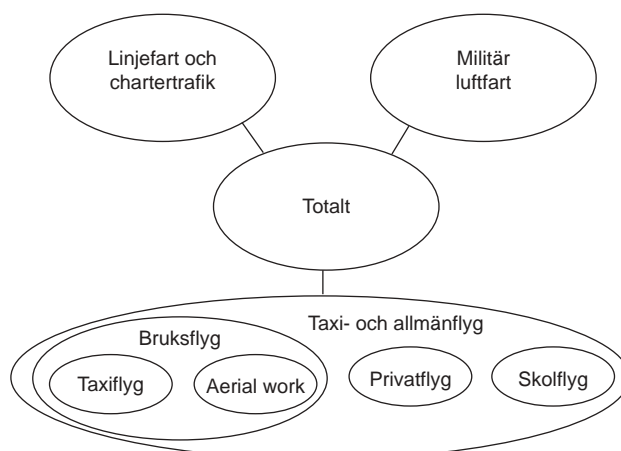 Linjefart och
chartertrafik
Militär
luftfart
Totalt
Taxi- och allmänflyg
Bruksflyg
Taxiflyg
Aerial work
Privatflyg
Skolflyg